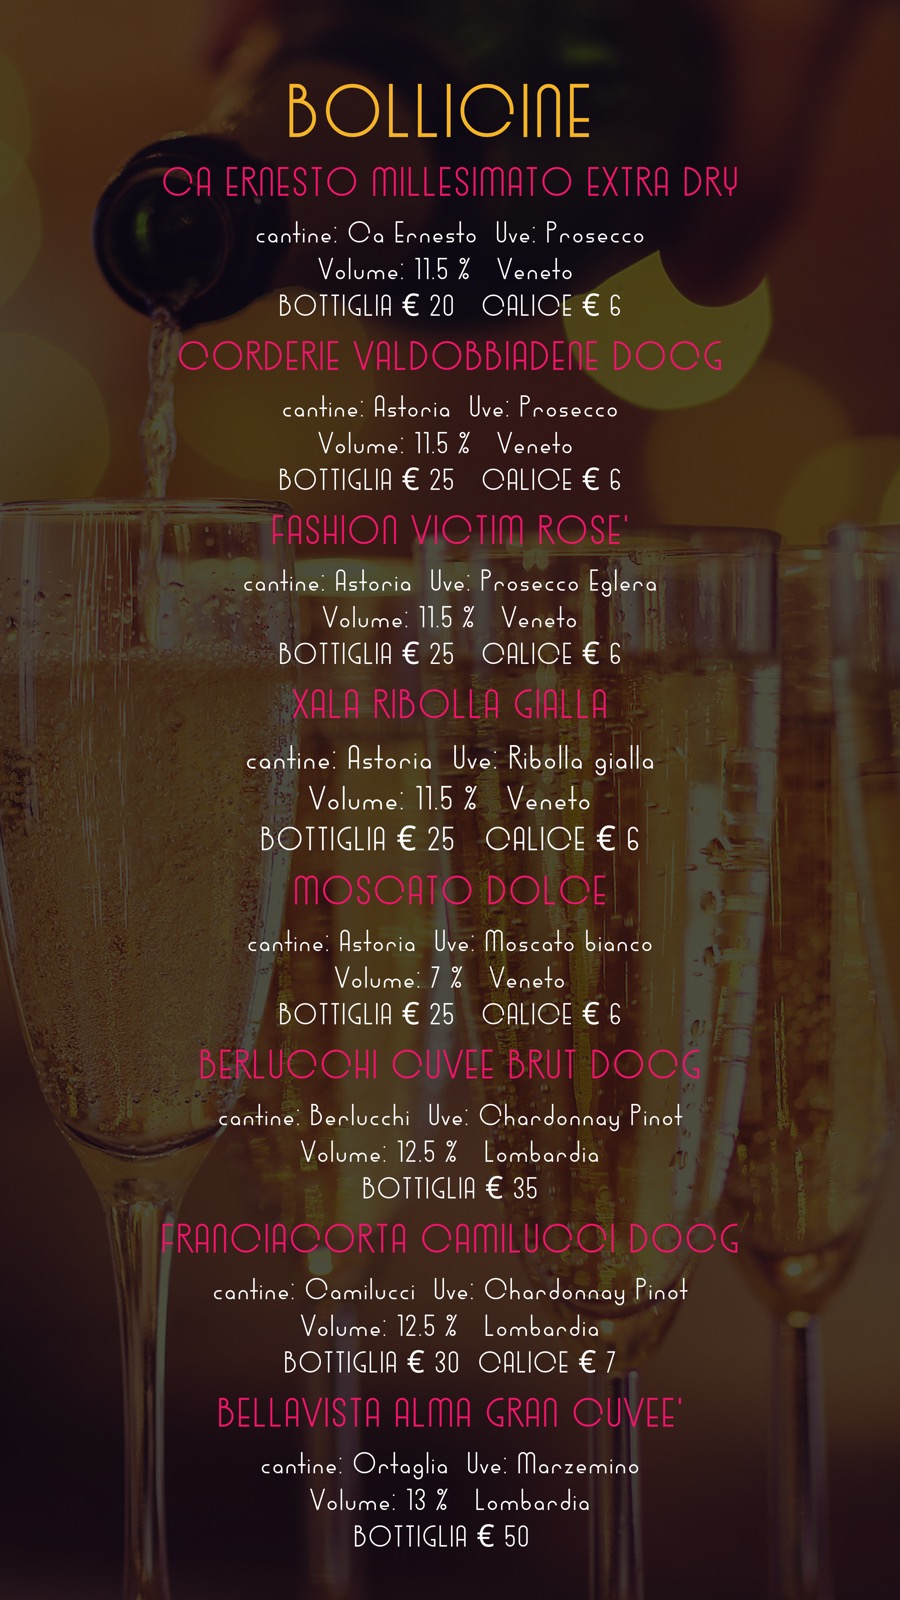 BOLLICINE
CA ERNESTO MILLESIMATO EXTRA DRY
cantine: Ca Ernesto Uve: Prosecco
Volume: 11.5 % Veneto
BOTTIGLIA € 20 CALICE € 6
CORDERIE VALDOBBIADENE DOCG
cantine: Astoria Uve: Prosecco
Volume: 11.5 % Veneto
BOTTIGLIA € 25 CALICE € 6
FASHION VICTIM ROSE'
cantine: Astoria Uve: Prosecco Eglera
Volume: 11.5 % Veneto
BOTTIGLIA € 25 CALICE € 6
XALA RIBOLLA GIALLA
cantine: Astoria Uve: Ribolla gialla
Volume: 11.5 % Veneto
BOTTIGLIA € 25 CALICE € 6
MOSCATO DOLCE
cantine: Astoria Uve: Moscato bianco
Volume: 7 % Veneto
BOTTIGLIA € 25 CALICE € 6
BERLUCCHI CUVEE BRUT DOCG
cantine: Berlucchi Uve: Chardonnay Pinot
Volume: 12.5 % Lombardia
BOTTIGLIA € 35
FRANCIACORTA CAMILUCCI DOCG
cantine: Camilucci Uve: Chardonnay Pinot
Volume: 12.5 % Lombardia
BOTTIGLIA € 30 CALICE € 7
BELLAVISTA ALMA GRAN CUVEE'
cantine: Ortaglia Uve: Marzemino
Volume: 13 % Lombardia
BOTTIGLIA € 50